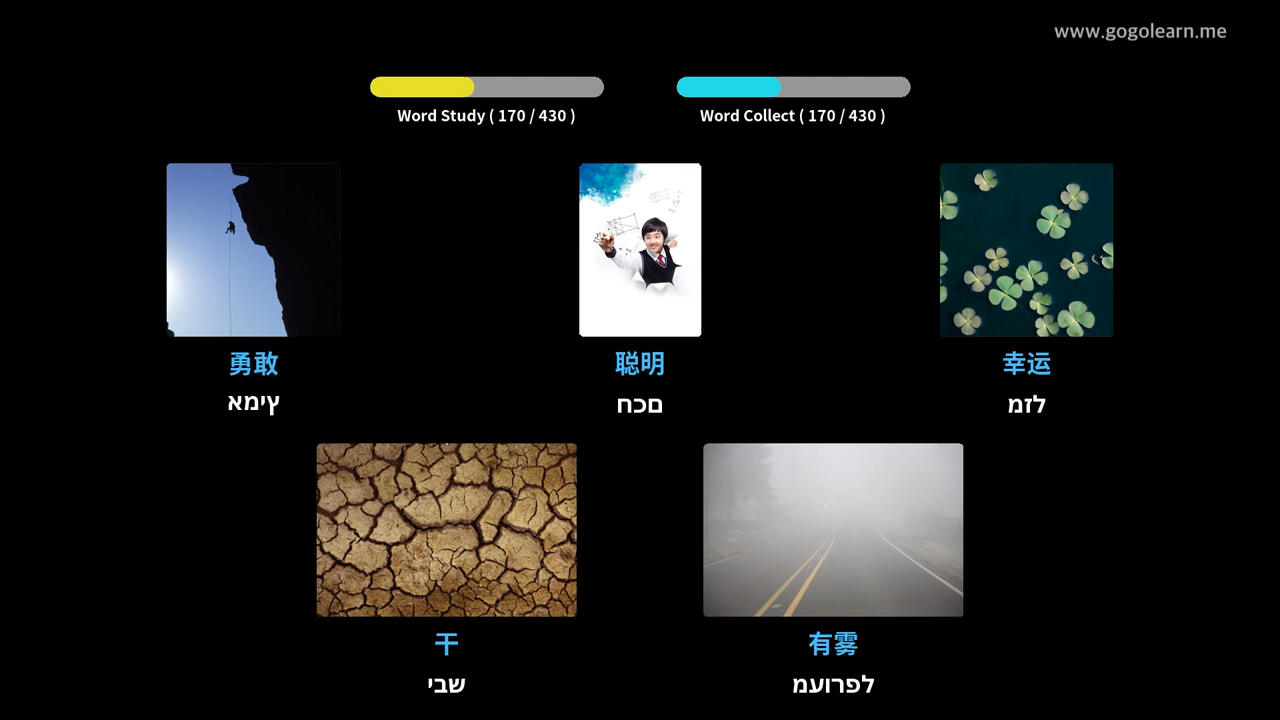 www.gogolearn.me
Word Study ( 170 / 430 )
Word Collect ( 170 / 430 )
勇敢
אמיץ
聪明
חכם
幸运
מזל
干
יבש
有雾
מעורפל